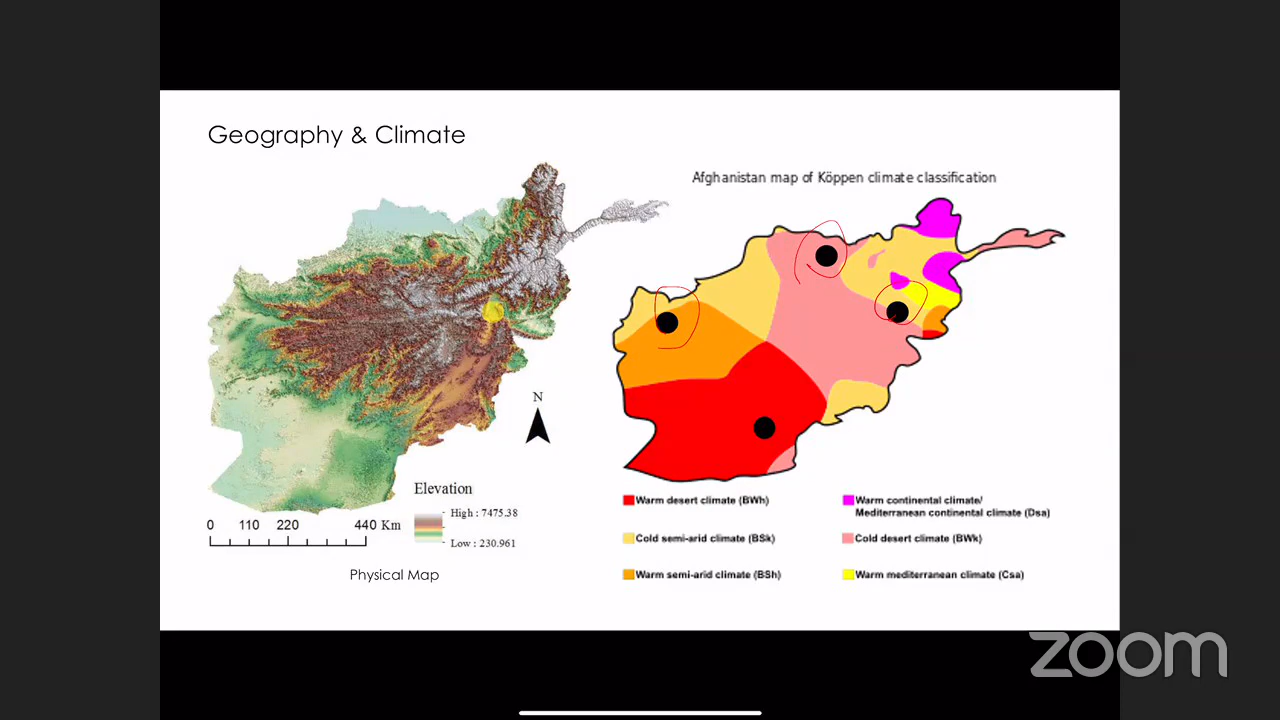 Geography & Climate
Afghanistan map of Köppen climate classification
N
Elevation
High : 7475.38
Low : 230.961
0 110 220 440 Km
Physical Map
Warm desert climate (BWh)
Cold semi-arid climate (BSk)
Warm semi-arid climate (BSh)
Warm continental climate/
Mediterranean continental climate (Dsa)
Cold desert climate (BWk)
Warm mediterranean climate (Csa)
zoom